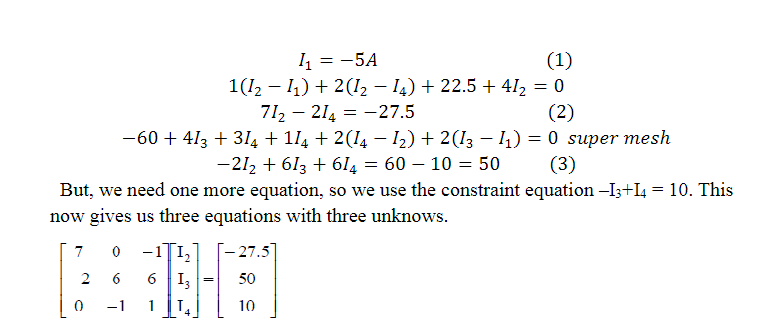 I₁ = −5A (1)
1(I₂ − I₁) + 2(I₂ − I₄) + 22.5 + 4I₂ = 0
7I₂ − 2I₄ = −27.5 (2)
−60 + 4I₃ + 3I₄ + 1I₄ + 2(I₄ − I₂) + 2(I₃ − I₁) = 0 super mesh
−2I₂ + 6I₃ + 6I₄ = 60 − 10 = 50 (3)
But, we need one more equation, so we use the constraint equation –I₃+I₄ = 10. This
now gives us three equations with three unknows.
[7 0 −1][I₂] [−27.5]
[2 6 6][I₃] = [50]
[0 −1 1][I₄] [10]